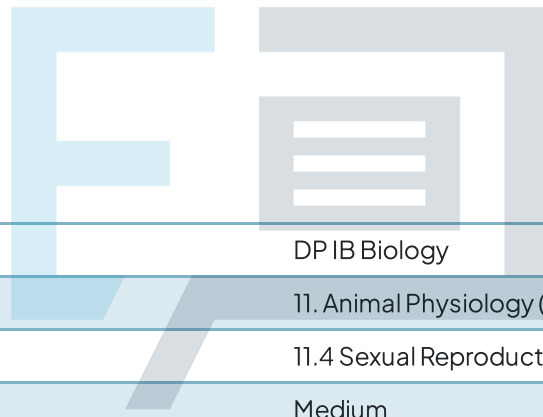 DP IB Biology
11. Animal Physiology (
11.4 Sexual Reproduct
Medium